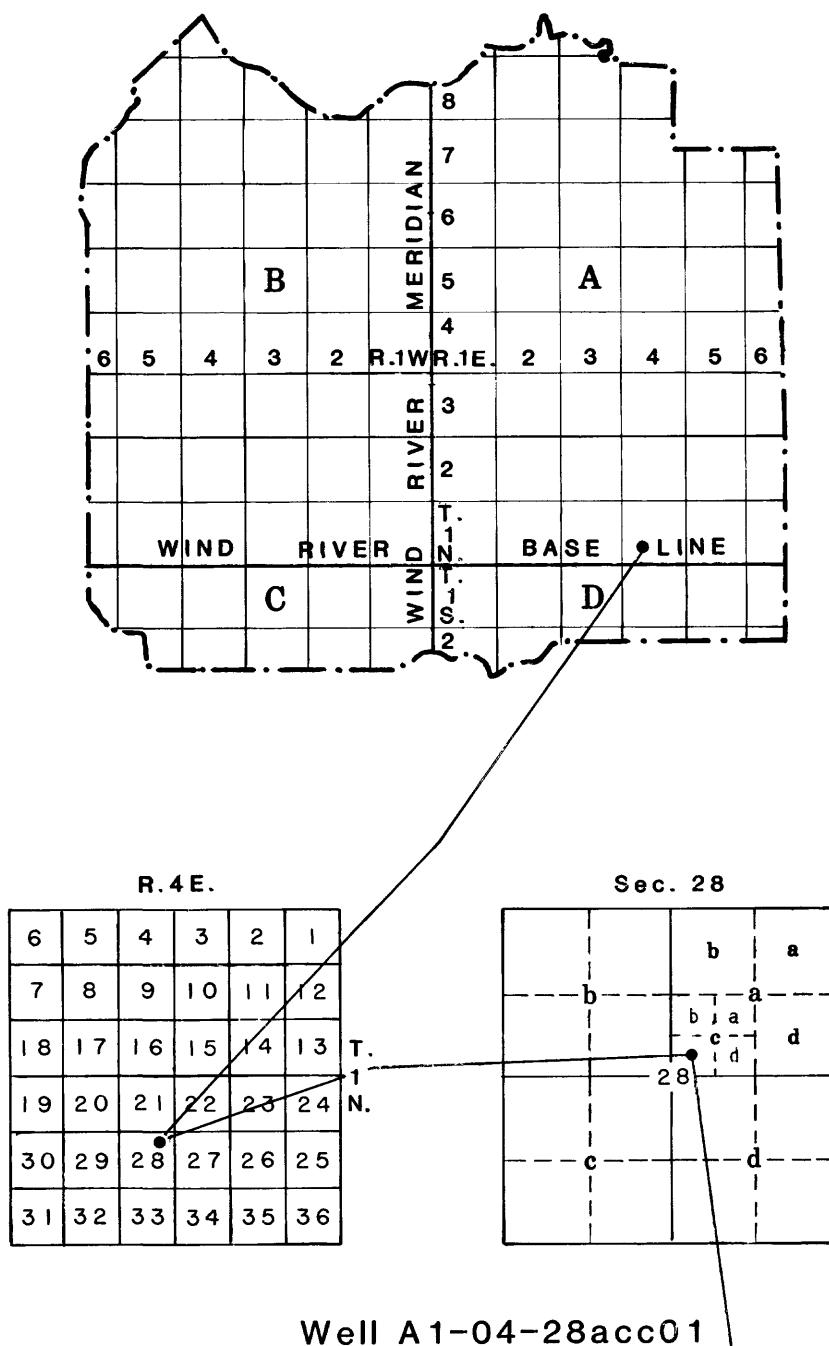 8
7
6
5
4
3
2
WIND RIVER MERIDIAN
B
A
6 5 4 3 2 R.1W R.1E. 2 3 4 5 6
T. 1 N.
WIND RIVER BASE LINE
T. 1 S.
C
D
2
R.4E.
6 5 4 3 2 1
7 8 9 10 11 12
18 17 16 15 14 13
19 20 21 22 23 24
30 29 28 27 26 25
31 32 33 34 35 36
T.
1
N.
Sec. 28
b a
b a
b a
c d
d
28
c d
Well A1-04-28acc01